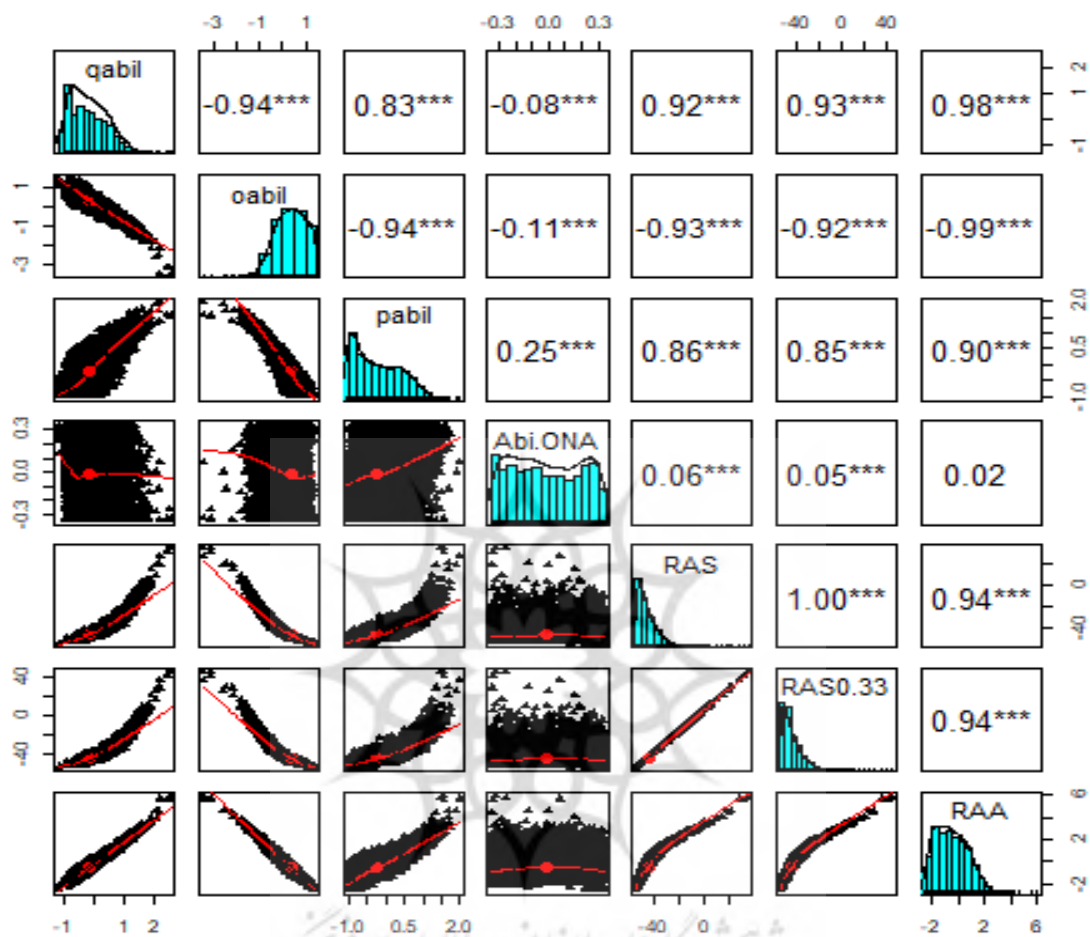 -3 -1 1 -0.3 0.0 0.3 -40 0 40
qabil -0.94*** 0.83*** -0.08*** 0.92*** 0.93*** 0.98*** -1 1 2
1 -1 -3 oabil -0.94*** -0.11*** -0.93*** -0.92*** -0.99***
pabil 0.25*** 0.86*** 0.85*** 0.90*** -1.0 0.5 2.0
-0.3 0.0 0.3 Abi.ONA 0.06*** 0.05*** 0.02
RAS 1.00*** 0.94*** -40 0
-40 0 40 RAS0.33 0.94***
RAA -2 2 6
-1 1 2 -1.0 0.5 2.0 -40 0 -2 2 6